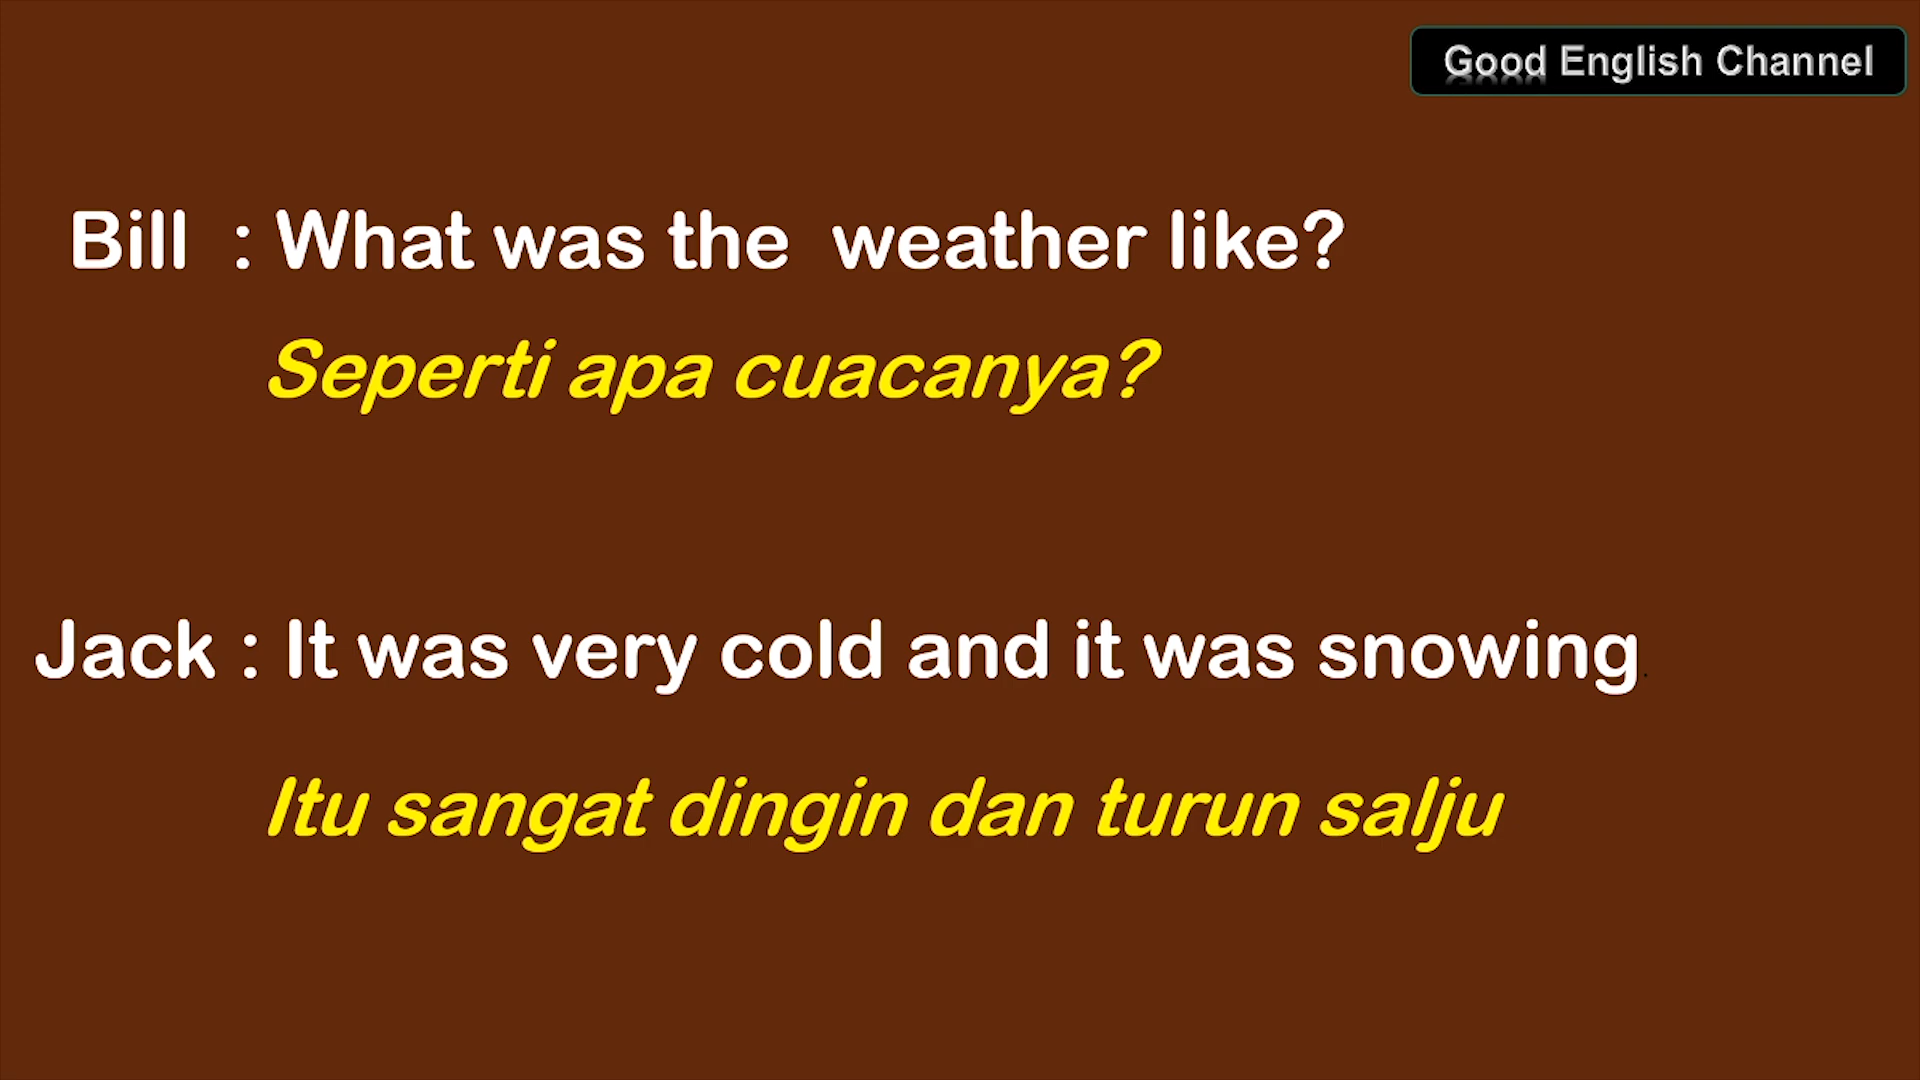 Good English Channel
Bill : What was the weather like?
Seperti apa cuacanya?
Jack : It was very cold and it was snowing.
Itu sangat dingin dan turun salju